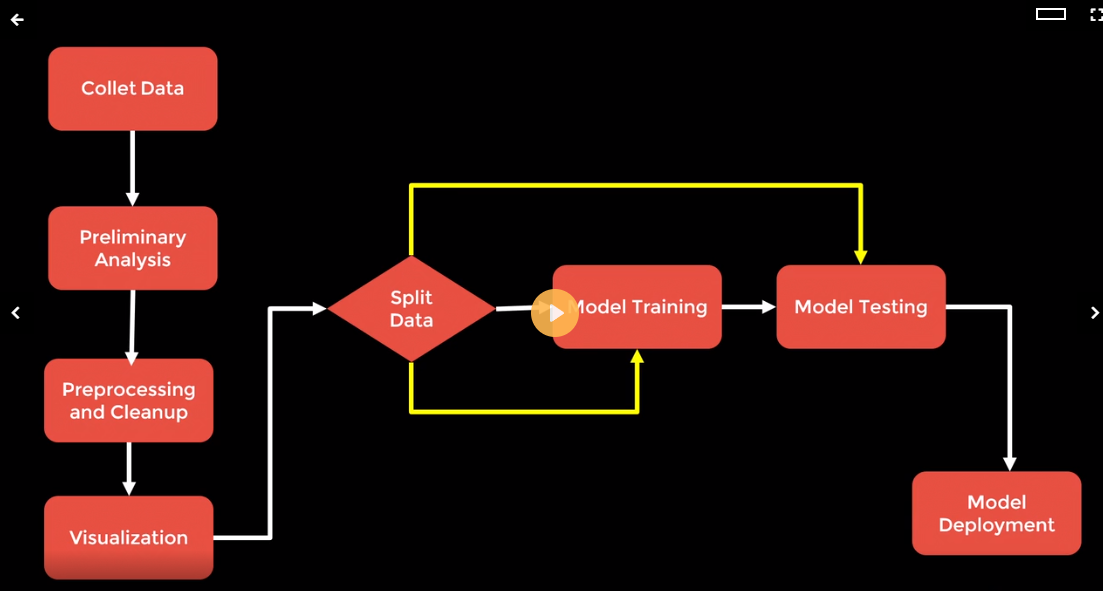 Collet Data
Preliminary
Analysis
Preprocessing
and Cleanup
Visualization
Split
Data
Model Training
Model Testing
Model
Deployment